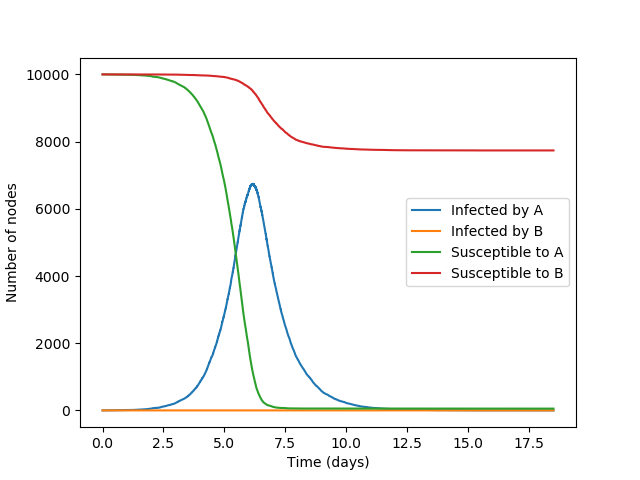 Number of nodes
10000
8000
6000
4000
2000
0
Infected by A
Infected by B
Susceptible to A
Susceptible to B
0.0 2.5 5.0 7.5 10.0 12.5 15.0 17.5
Time (days)